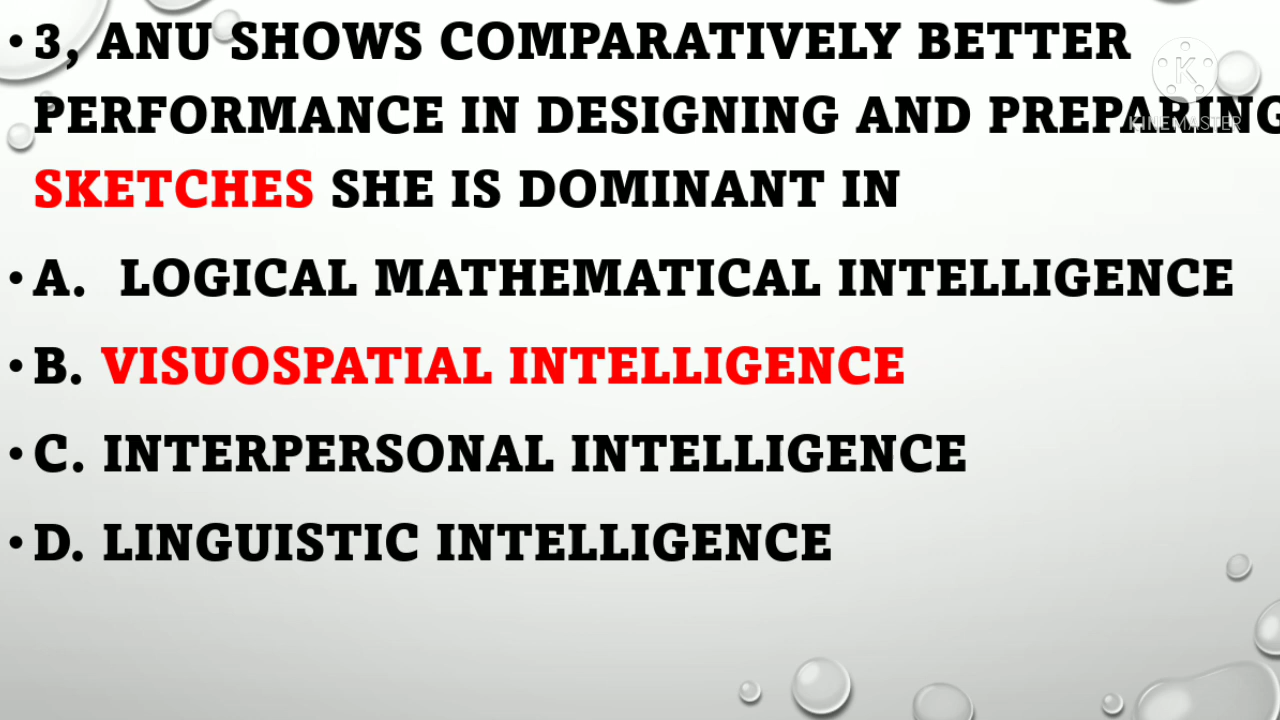 • 3, ANU SHOWS COMPARATIVELY BETTER
PERFORMANCE IN DESIGNING AND PREPARING
SKETCHES SHE IS DOMINANT IN
• A. LOGICAL MATHEMATICAL INTELLIGENCE
• B. VISUOSPATIAL INTELLIGENCE
• C. INTERPERSONAL INTELLIGENCE
• D. LINGUISTIC INTELLIGENCE
K
KINEMASTER